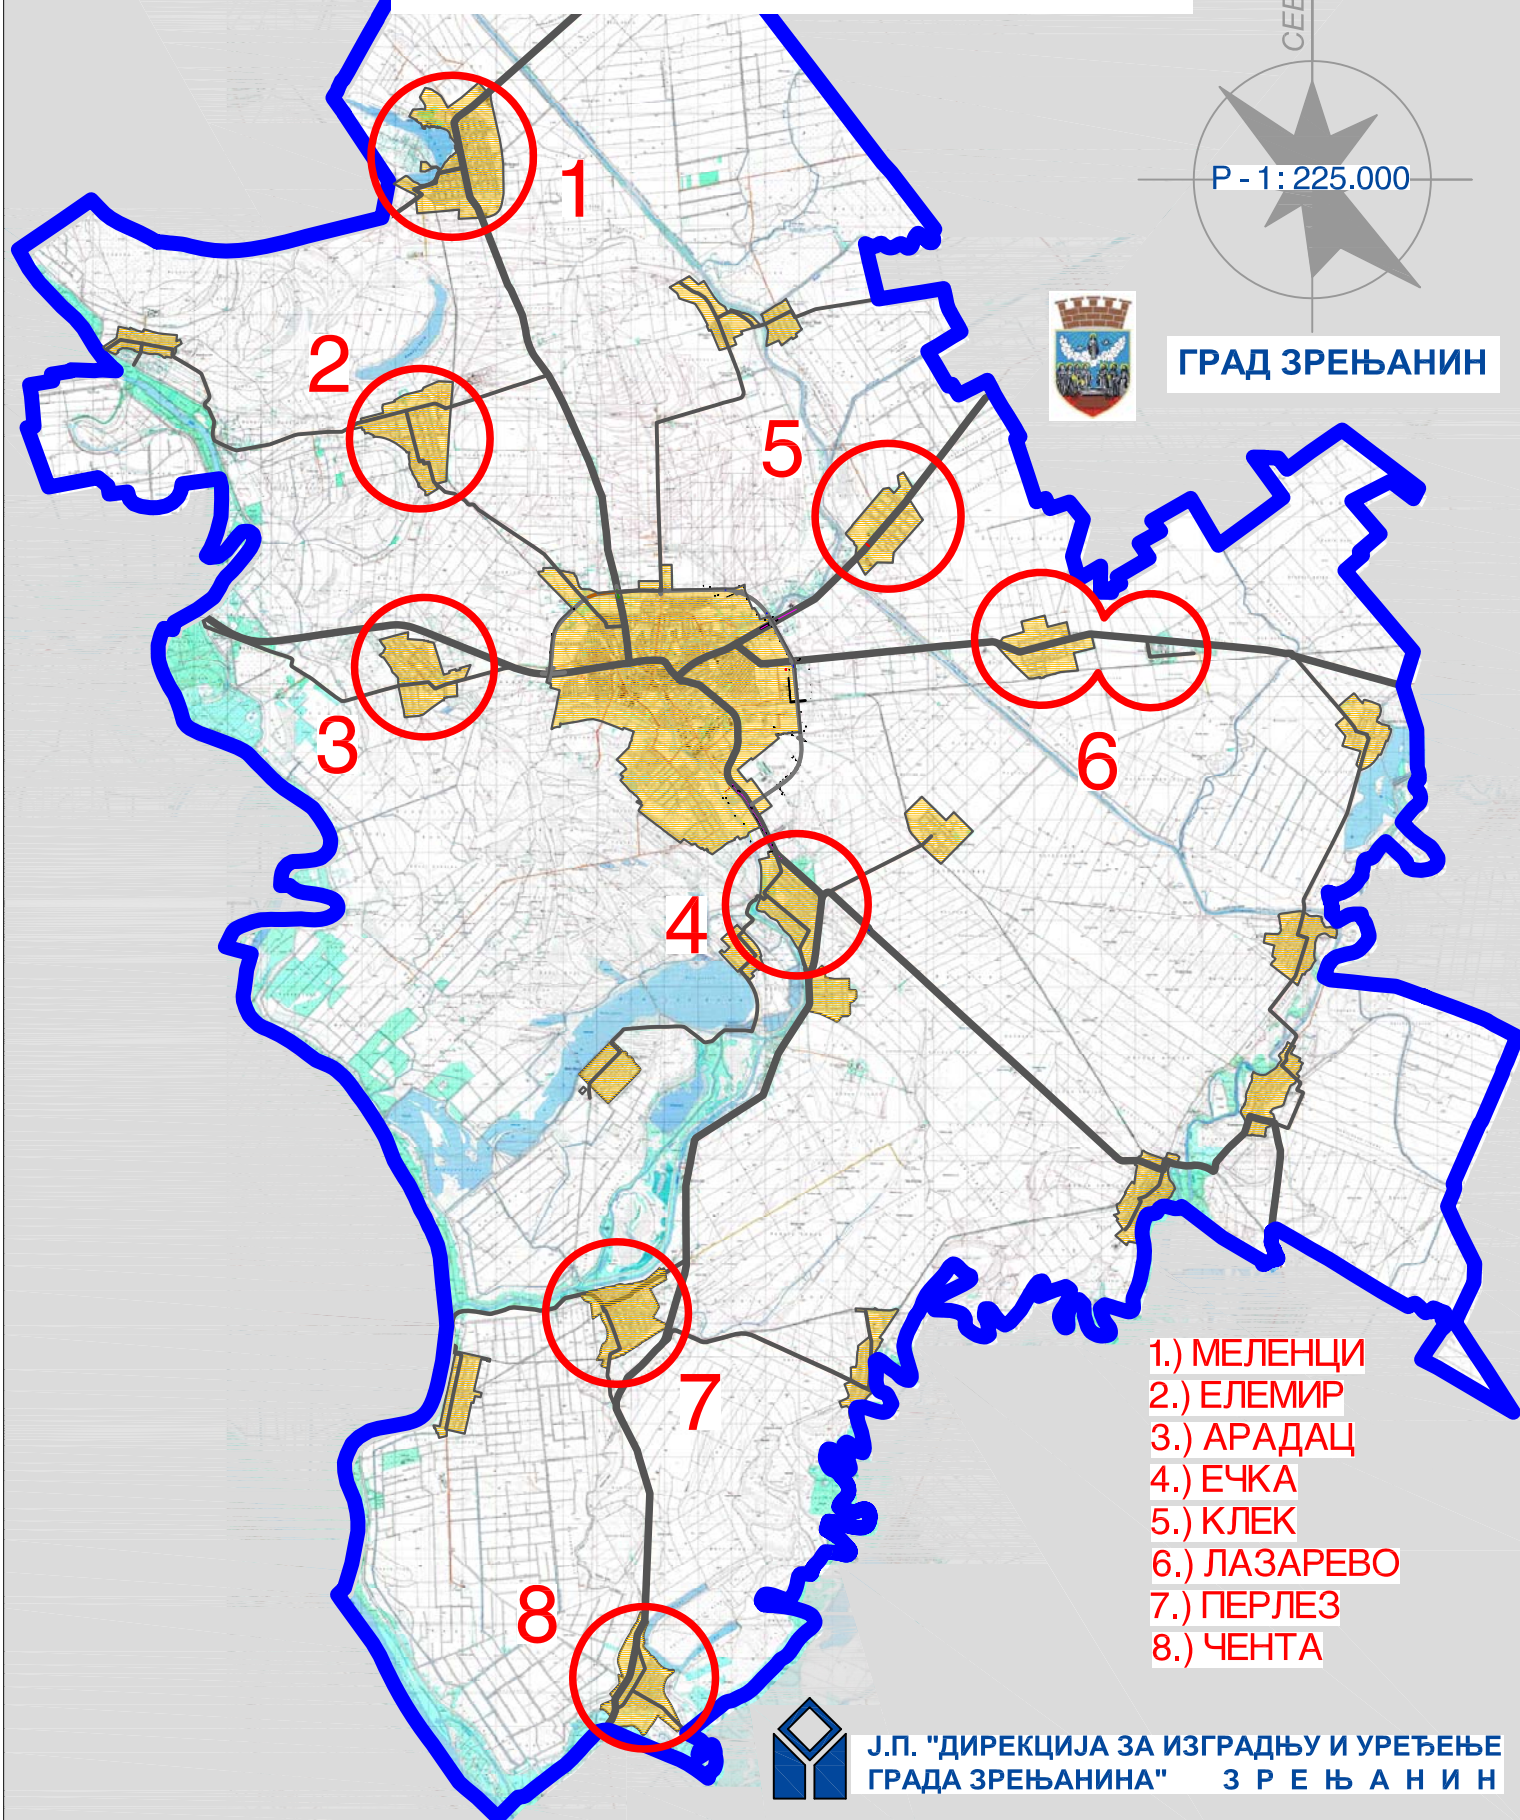 СЕВ
1
Р - 1: 225.000
2
ГРАД ЗРЕЊАНИН
5
3
6
4
1.) МЕЛЕНЦИ
2.) ЕЛЕМИР
3.) АРАДАЦ
4.) ЕЧКА
5.) КЛЕК
6.) ЛАЗАРЕВО
7.) ПЕРЛЕЗ
8.) ЧЕНТА
7
8
Ј.П. "ДИРЕКЦИЈА ЗА ИЗГРАДЊУ И УРЕЂЕЊЕ
ГРАДА ЗРЕЊАНИНА" З Р Е Њ А Н И Н